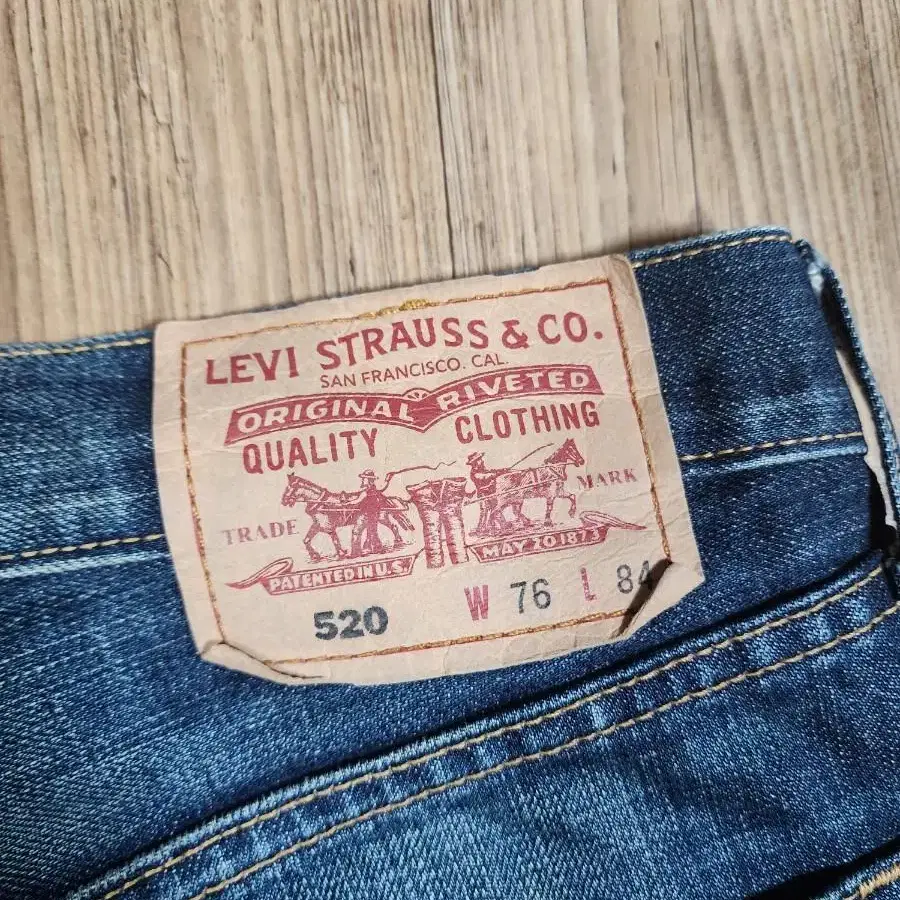 LEVI STRAUSS & CO.
SAN FRANCISCO. CAL.
ORIGINAL RIVETED
QUALITY CLOTHING
TRADE MARK
PATENTED IN U.S. MAY 20 1873
520 W 76 L 84